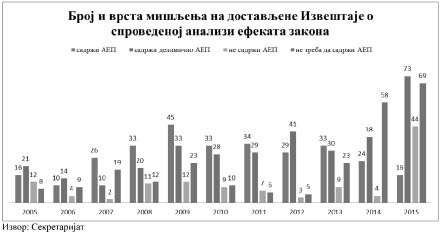 Број и врста мишљења на достављене Извештаје о
спроведеној анализи ефеката закона
садржи АЕП садржи делимично АЕП не садржи АЕП не треба да садржи АЕП
16 21 12 8
10 14 4 9
26 10 2 19
33 20 11 12
45 33 12 23
33 28 9 10
34 29 7 6
29 41 3 5
33 30 9 23
24 38 4 58
16 73 44 69
2005 2006 2007 2008 2009 2010 2011 2012 2013 2014 2015
Извор: Секретаријат